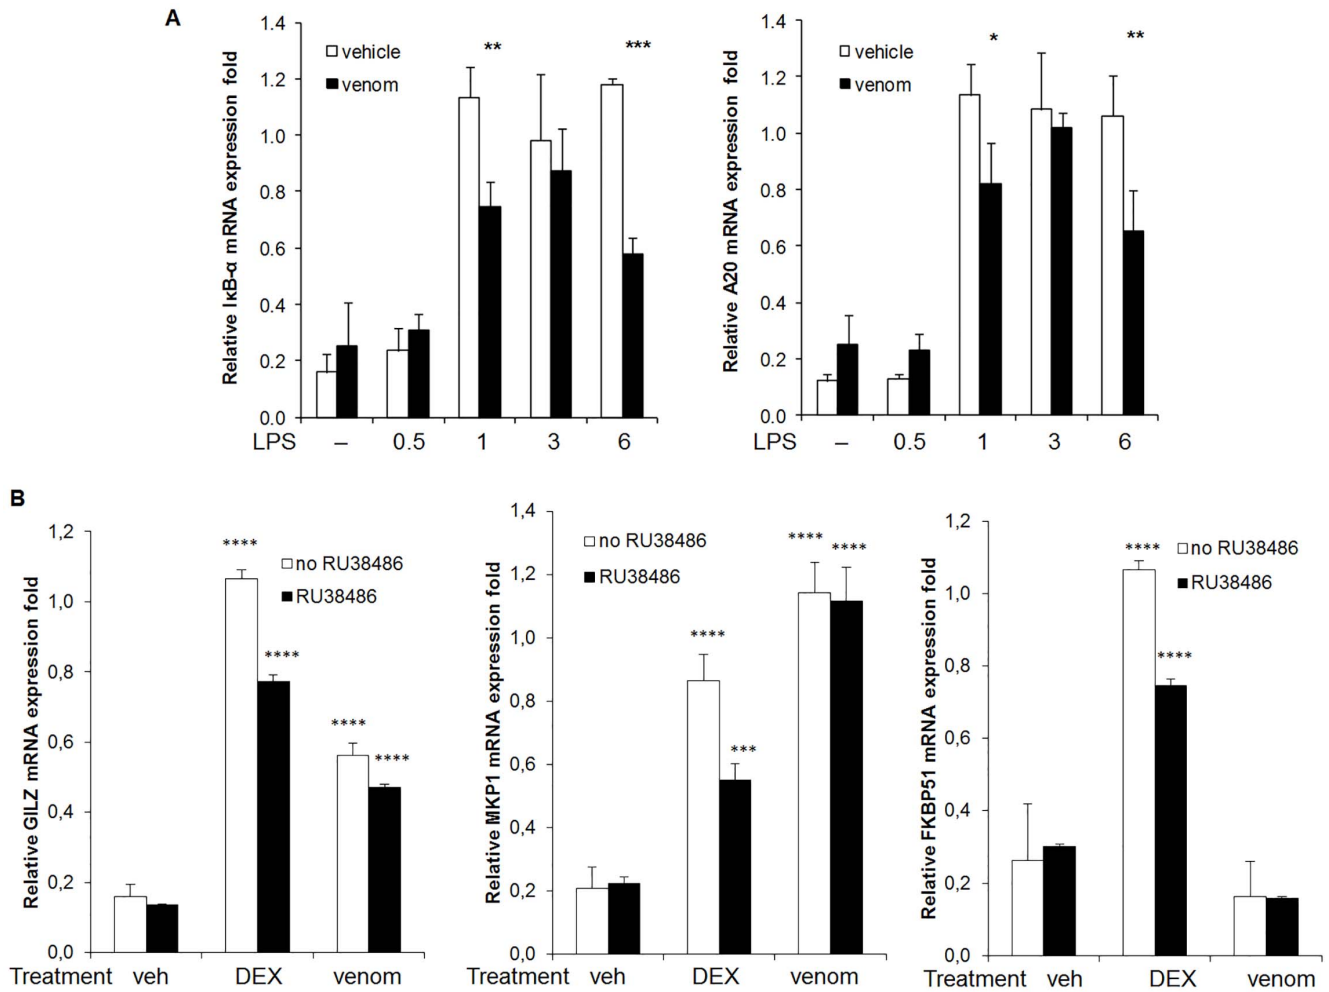 A
Relative IκB-α mRNA expression fold
1.4
1.2
1.0
0.8
0.6
0.4
0.2
0.0
vehicle
venom
**
***
LPS – 0.5 1 3 6
Relative A20 mRNA expression fold
1.4
1.2
1.0
0.8
0.6
0.4
0.2
0.0
vehicle
venom
*
**
LPS – 0.5 1 3 6
B
Relative GILZ mRNA expression fold
1,2
1,0
0,8
0,6
0,4
0,2
0,0
no RU38486
RU38486
****
****
****
****
Treatment veh DEX venom
Relative MKP1 mRNA expression fold
1,4
1,2
1,0
0,8
0,6
0,4
0,2
0,0
no RU38486
RU38486
****
***
****
****
Treatment veh DEX venom
Relative FKBP51 mRNA expression fold
1,2
1,0
0,8
0,6
0,4
0,2
0,0
no RU38486
RU38486
****
****
Treatment veh DEX venom